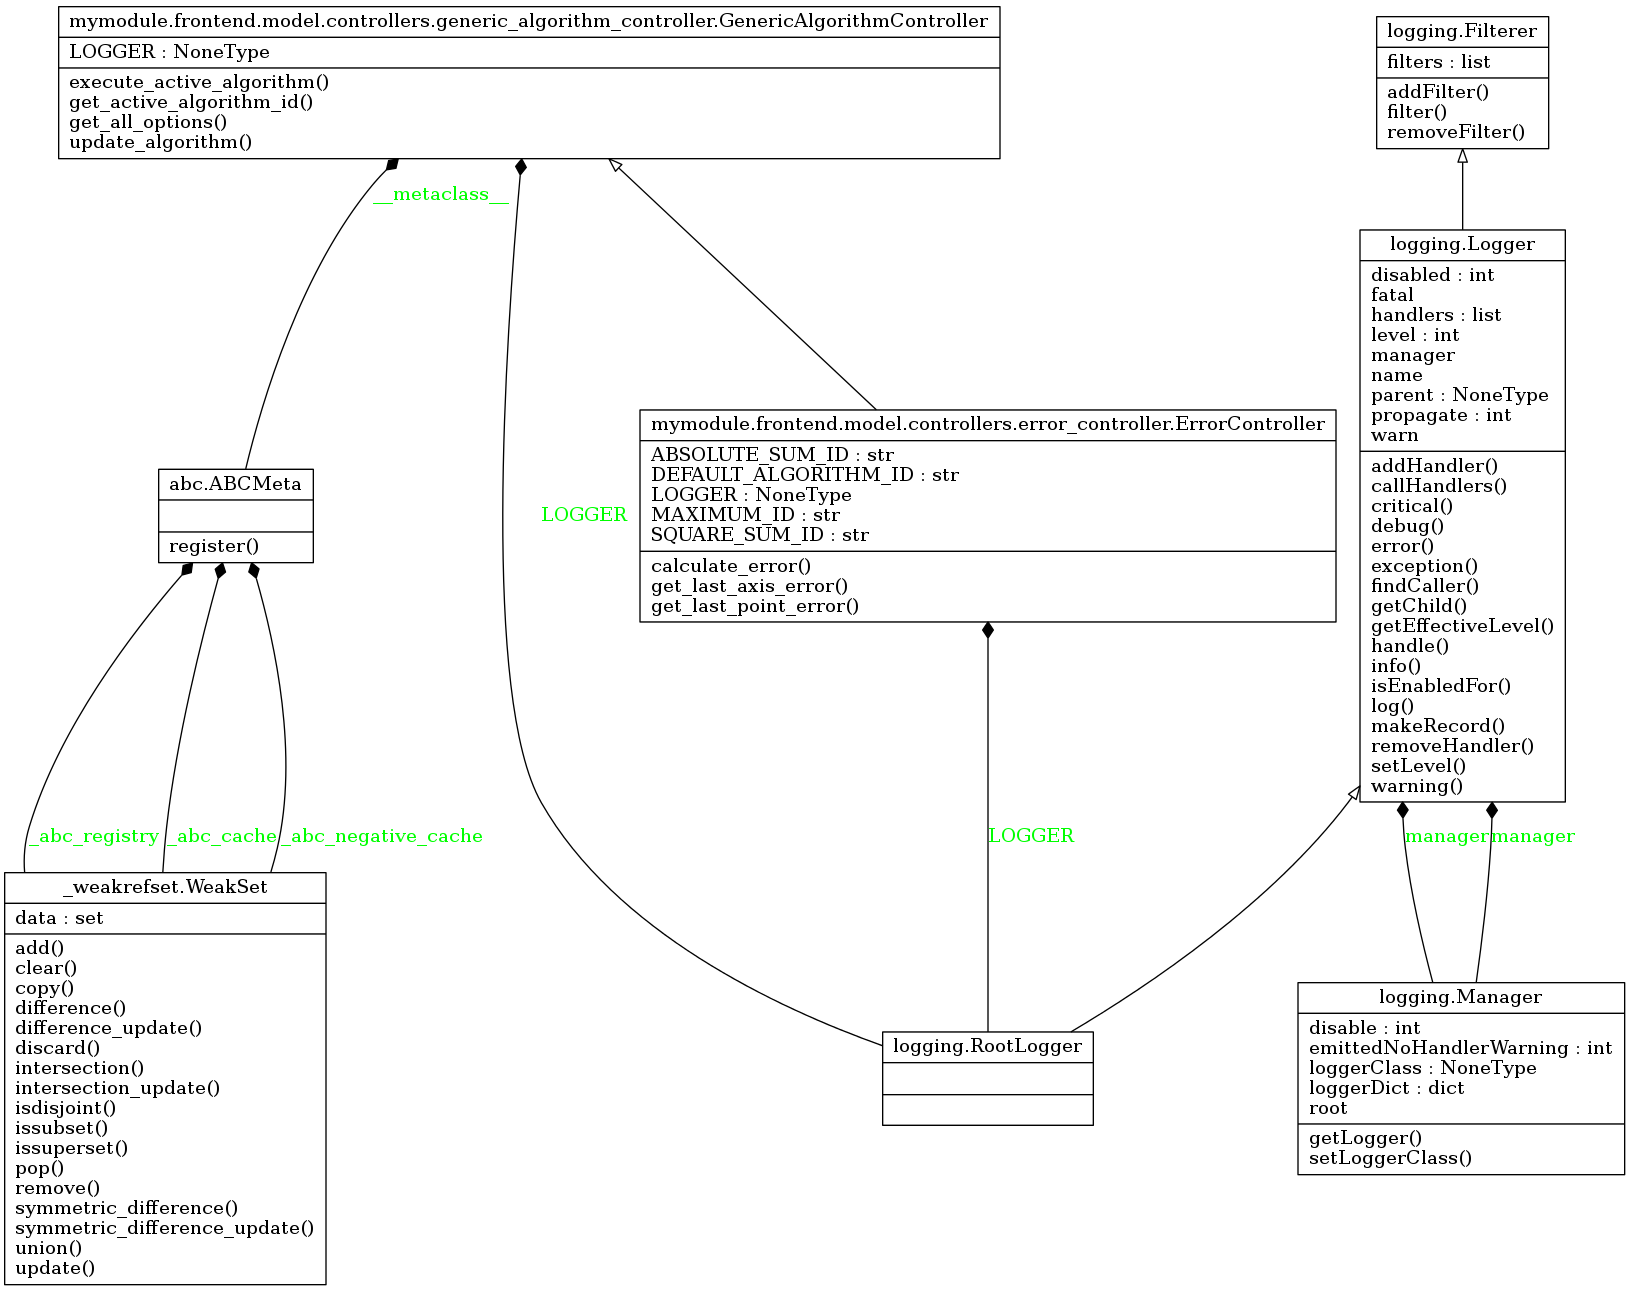 mymodule.frontend.model.controllers.generic_algorithm_controller.GenericAlgorithmController
LOGGER : NoneType
execute_active_algorithm()
get_active_algorithm_id()
get_all_options()
update_algorithm()
logging.Filterer
filters : list
addFilter()
filter()
removeFilter()
__metaclass__
logging.Logger
disabled : int
fatal
handlers : list
level : int
manager
name
parent : NoneType
propagate : int
warn
addHandler()
callHandlers()
critical()
debug()
error()
exception()
findCaller()
getChild()
getEffectiveLevel()
handle()
info()
isEnabledFor()
log()
makeRecord()
removeHandler()
setLevel()
warning()
mymodule.frontend.model.controllers.error_controller.ErrorController
ABSOLUTE_SUM_ID : str
DEFAULT_ALGORITHM_ID : str
LOGGER : NoneType
MAXIMUM_ID : str
SQUARE_SUM_ID : str
calculate_error()
get_last_axis_error()
get_last_point_error()
abc.ABCMeta
register()
LOGGER
_abc_registry
_abc_cache
_abc_negative_cache
LOGGER
manager
manager
_weakrefset.WeakSet
data : set
add()
clear()
copy()
difference()
difference_update()
discard()
intersection()
intersection_update()
isdisjoint()
issubset()
issuperset()
pop()
remove()
symmetric_difference()
symmetric_difference_update()
union()
update()
logging.RootLogger
logging.Manager
disable : int
emittedNoHandlerWarning : int
loggerClass : NoneType
loggerDict : dict
root
getLogger()
setLoggerClass()